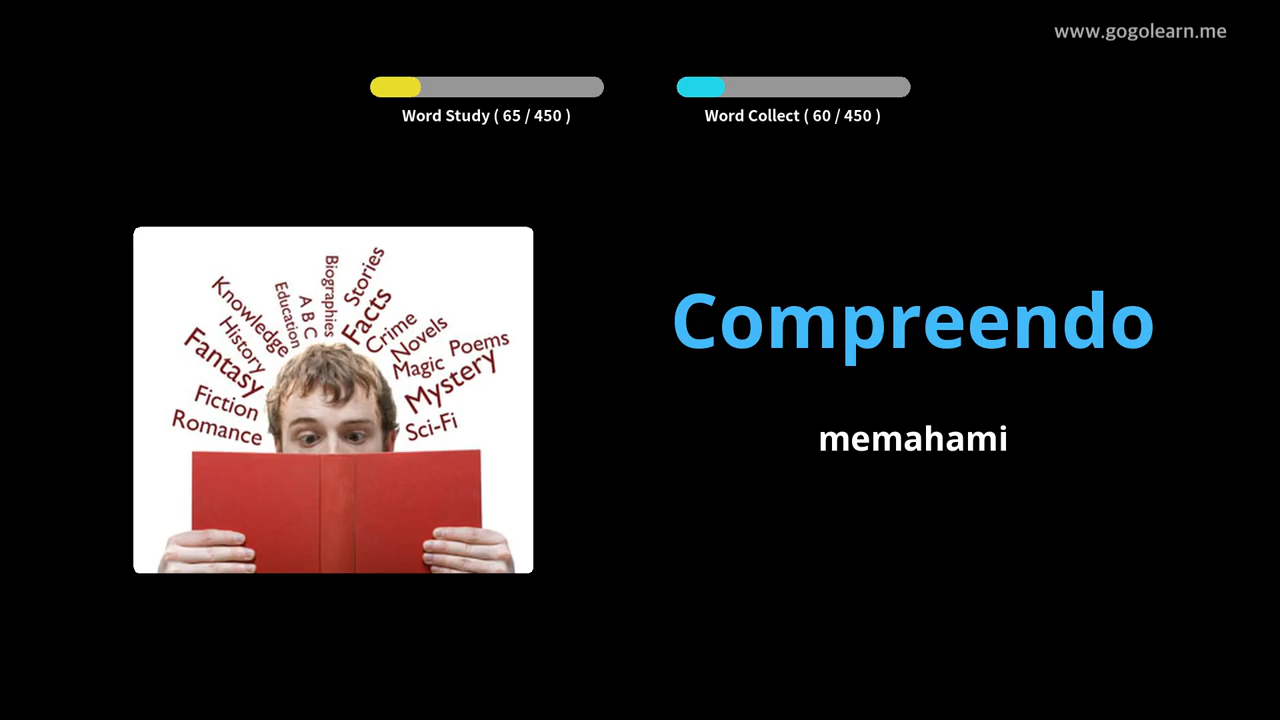 www.gogolearn.me
Word Study ( 65 / 450 )
Word Collect ( 60 / 450 )
Knowledge
Education
A B C
Biographies
Stories
Facts
Crime
Novels
Poems
Magic
Mystery
Sci-Fi
History
Fantasy
Fiction
Romance
Compreendo
memahami